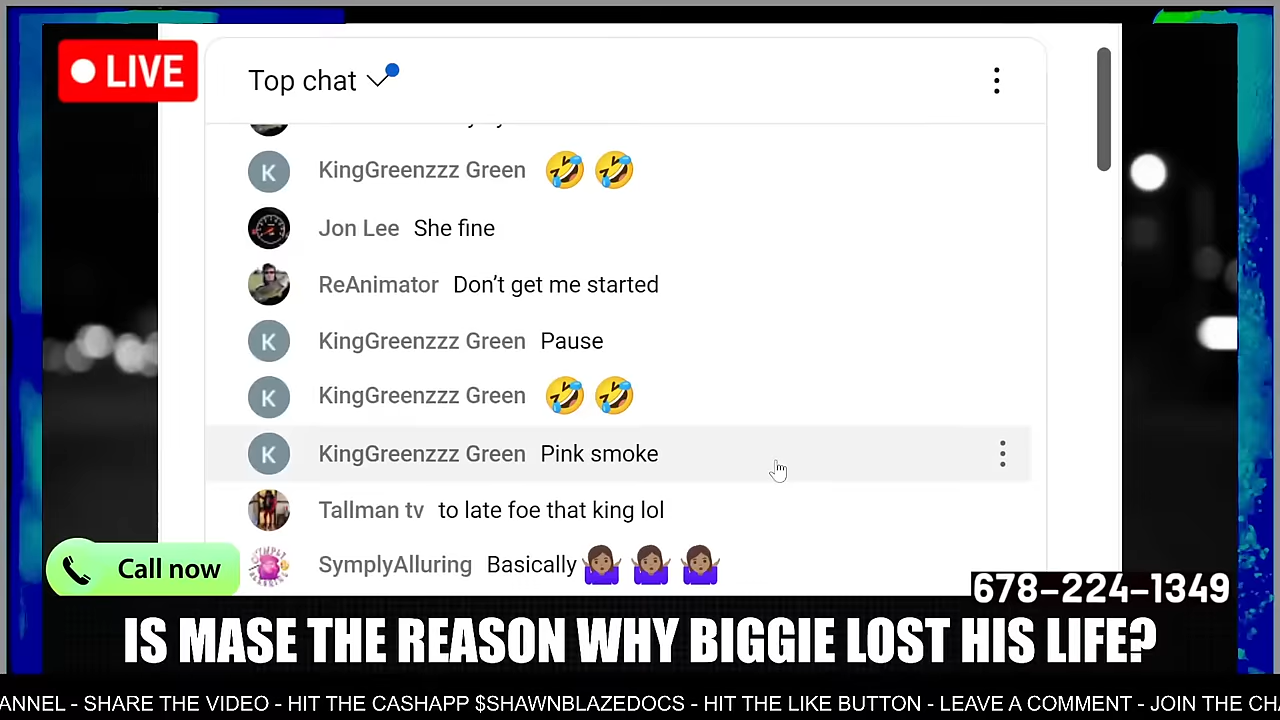 LIVE
Top chat
K KingGreenzzz Green 🤣 🤣
Jon Lee She fine
ReAnimator Don’t get me started
K KingGreenzzz Green Pause
K KingGreenzzz Green 🤣 🤣
K KingGreenzzz Green Pink smoke
Tallman tv to late foe that king lol
SymplyAlluring Basically 🤷🏽‍♀️ 🤷🏽‍♀️ 🤷🏽‍♀️
Call now
678-224-1349
IS MASE THE REASON WHY BIGGIE LOST HIS LIFE?
ANNEL - SHARE THE VIDEO - HIT THE CASHAPP $SHAWNBLAZEDOCS - HIT THE LIKE BUTTON - LEAVE A COMMENT - JOIN THE CHA